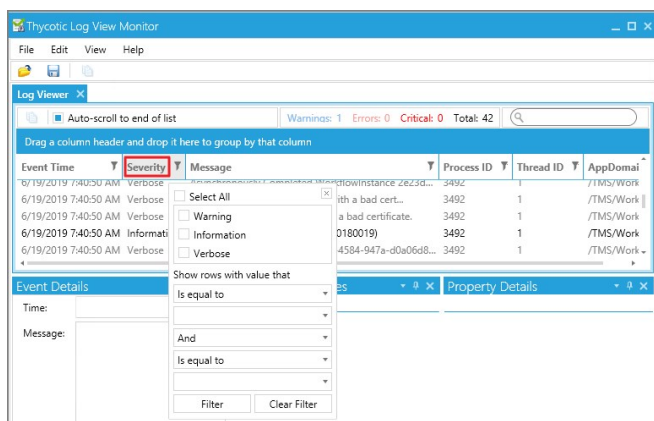 Thycotic Log View Monitor
File Edit View Help
Log Viewer
Auto-scroll to end of list Warnings: 1 Errors: 0 Critical: 0 Total: 42
Drag a column header and drop it here to group by that column
Event Time Severity Message Process ID Thread ID AppDomai
6/19/2019 7:40:50 AM Verbose Asynchronously Completed WorkflowInstance 2e23d... 3492 1 /TMS/Work
6/19/2019 7:40:50 AM Verbose ith a bad cert... 3492 1 /TMS/Work
6/19/2019 7:40:50 AM Verbose a bad certificate. 3492 1 /TMS/Work
6/19/2019 7:40:50 AM Informati 0180019) 3492 1 /TMS/Work
6/19/2019 7:40:50 AM Verbose -4584-947a-d0a06d8... 3492 1 /TMS/Work
Select All
Warning
Information
Verbose
Show rows with value that
Is equal to
And
Is equal to
Filter Clear Filter
Event Details es Property Details
Time:
Message: